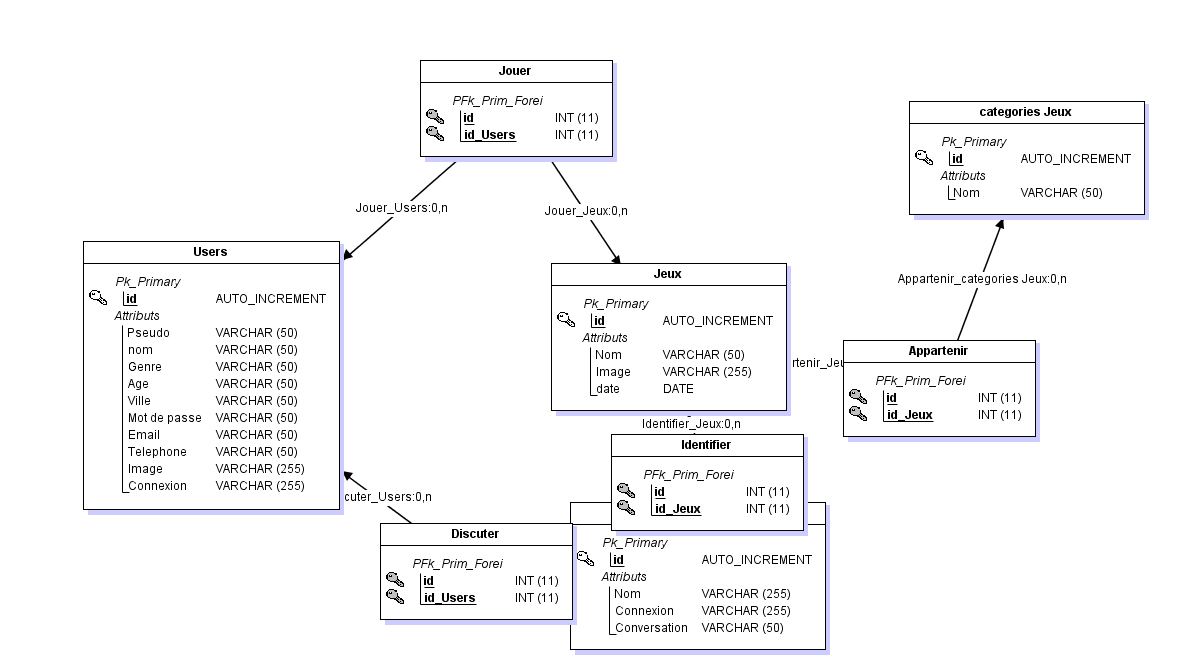 Jouer
PFk_Prim_Forei
id INT (11)
id_Users INT (11)
categories Jeux
Pk_Primary
id AUTO_INCREMENT
Attributs
Nom VARCHAR (50)
Jouer_Users:0,n
Jouer_Jeux:0,n
Users
Pk_Primary
id AUTO_INCREMENT
Attributs
Pseudo VARCHAR (50)
nom VARCHAR (50)
Genre VARCHAR (50)
Age VARCHAR (50)
Ville VARCHAR (50)
Mot de passe VARCHAR (50)
Email VARCHAR (50)
Telephone VARCHAR (50)
Image VARCHAR (255)
Connexion VARCHAR (255)
Jeux
Pk_Primary
id AUTO_INCREMENT
Attributs
Nom VARCHAR (50)
Image VARCHAR (255)
date DATE
Appartenir_categories Jeux:0,n
rtenir_Jeu
Appartenir
PFk_Prim_Forei
id INT (11)
id_Jeux INT (11)
Identifier_Jeux:0,n
Identifier
PFk_Prim_Forei
id INT (11)
id_Jeux INT (11)
cuter_Users:0,n
Discuter
PFk_Prim_Forei
id INT (11)
id_Users INT (11)
Pk_Primary
id AUTO_INCREMENT
Attributs
Nom VARCHAR (255)
Connexion VARCHAR (255)
Conversation VARCHAR (50)